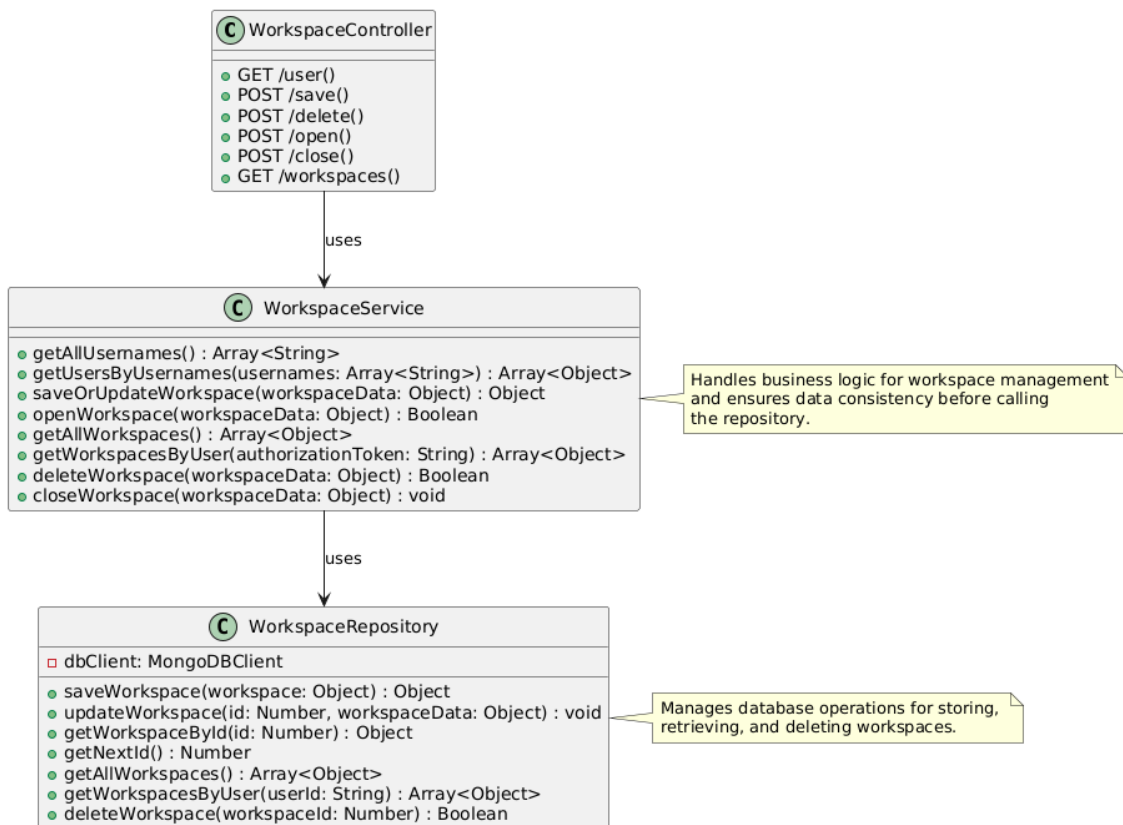 C WorkspaceController
GET /user()
POST /save()
POST /delete()
POST /open()
POST /close()
GET /workspaces()
uses
C WorkspaceService
getAllUsernames() : Array<String>
getUsersByUsernames(usernames: Array<String>) : Array<Object>
saveOrUpdateWorkspace(workspaceData: Object) : Object
openWorkspace(workspaceData: Object) : Boolean
getAllWorkspaces() : Array<Object>
getWorkspacesByUser(authorizationToken: String) : Array<Object>
deleteWorkspace(workspaceData: Object) : Boolean
closeWorkspace(workspaceData: Object) : void
Handles business logic for workspace management
and ensures data consistency before calling
the repository.
uses
C WorkspaceRepository
dbClient: MongoDBClient
saveWorkspace(workspace: Object) : Object
updateWorkspace(id: Number, workspaceData: Object) : void
getWorkspaceById(id: Number) : Object
getNextId() : Number
getAllWorkspaces() : Array<Object>
getWorkspacesByUser(userId: String) : Array<Object>
deleteWorkspace(workspaceId: Number) : Boolean
Manages database operations for storing,
retrieving, and deleting workspaces.